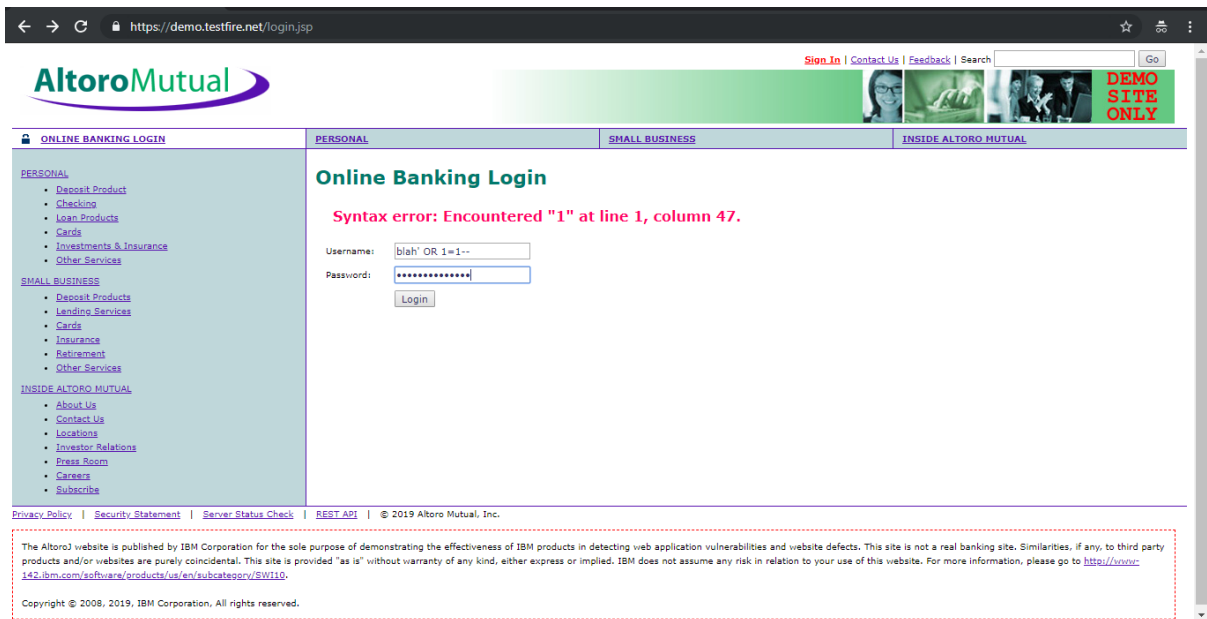 https://demo.testfire.net/login.jsp
Sign In | Contact Us | Feedback | Search Go
AltoroMutual
DEMO
SITE
ONLY
ONLINE BANKING LOGIN PERSONAL SMALL BUSINESS INSIDE ALTORO MUTUAL
PERSONAL
• Deposit Product
• Checking
• Loan Products
• Cards
• Investments & Insurance
• Other Services
SMALL BUSINESS
• Deposit Products
• Lending Services
• Cards
• Insurance
• Retirement
• Other Services
INSIDE ALTORO MUTUAL
• About Us
• Contact Us
• Locations
• Investor Relations
• Press Room
• Careers
• Subscribe
Online Banking Login
Syntax error: Encountered "1" at line 1, column 47.
Username: blah' OR 1=1--
Password: ••••••••••••••
Login
Privacy Policy | Security Statement | Server Status Check | REST API | © 2019 Altoro Mutual, Inc.
The AltoroJ website is published by IBM Corporation for the sole purpose of demonstrating the effectiveness of IBM products in detecting web application vulnerabilities and website defects. This site is not a real banking site. Similarities, if any, to third party
products and/or websites are purely coincidental. This site is provided "as is" without warranty of any kind, either express or implied. IBM does not assume any risk in relation to your use of this website. For more information, please go to http://www-
142.ibm.com/software/products/us/en/subcategory/SWI10.
Copyright © 2008, 2019, IBM Corporation, All rights reserved.